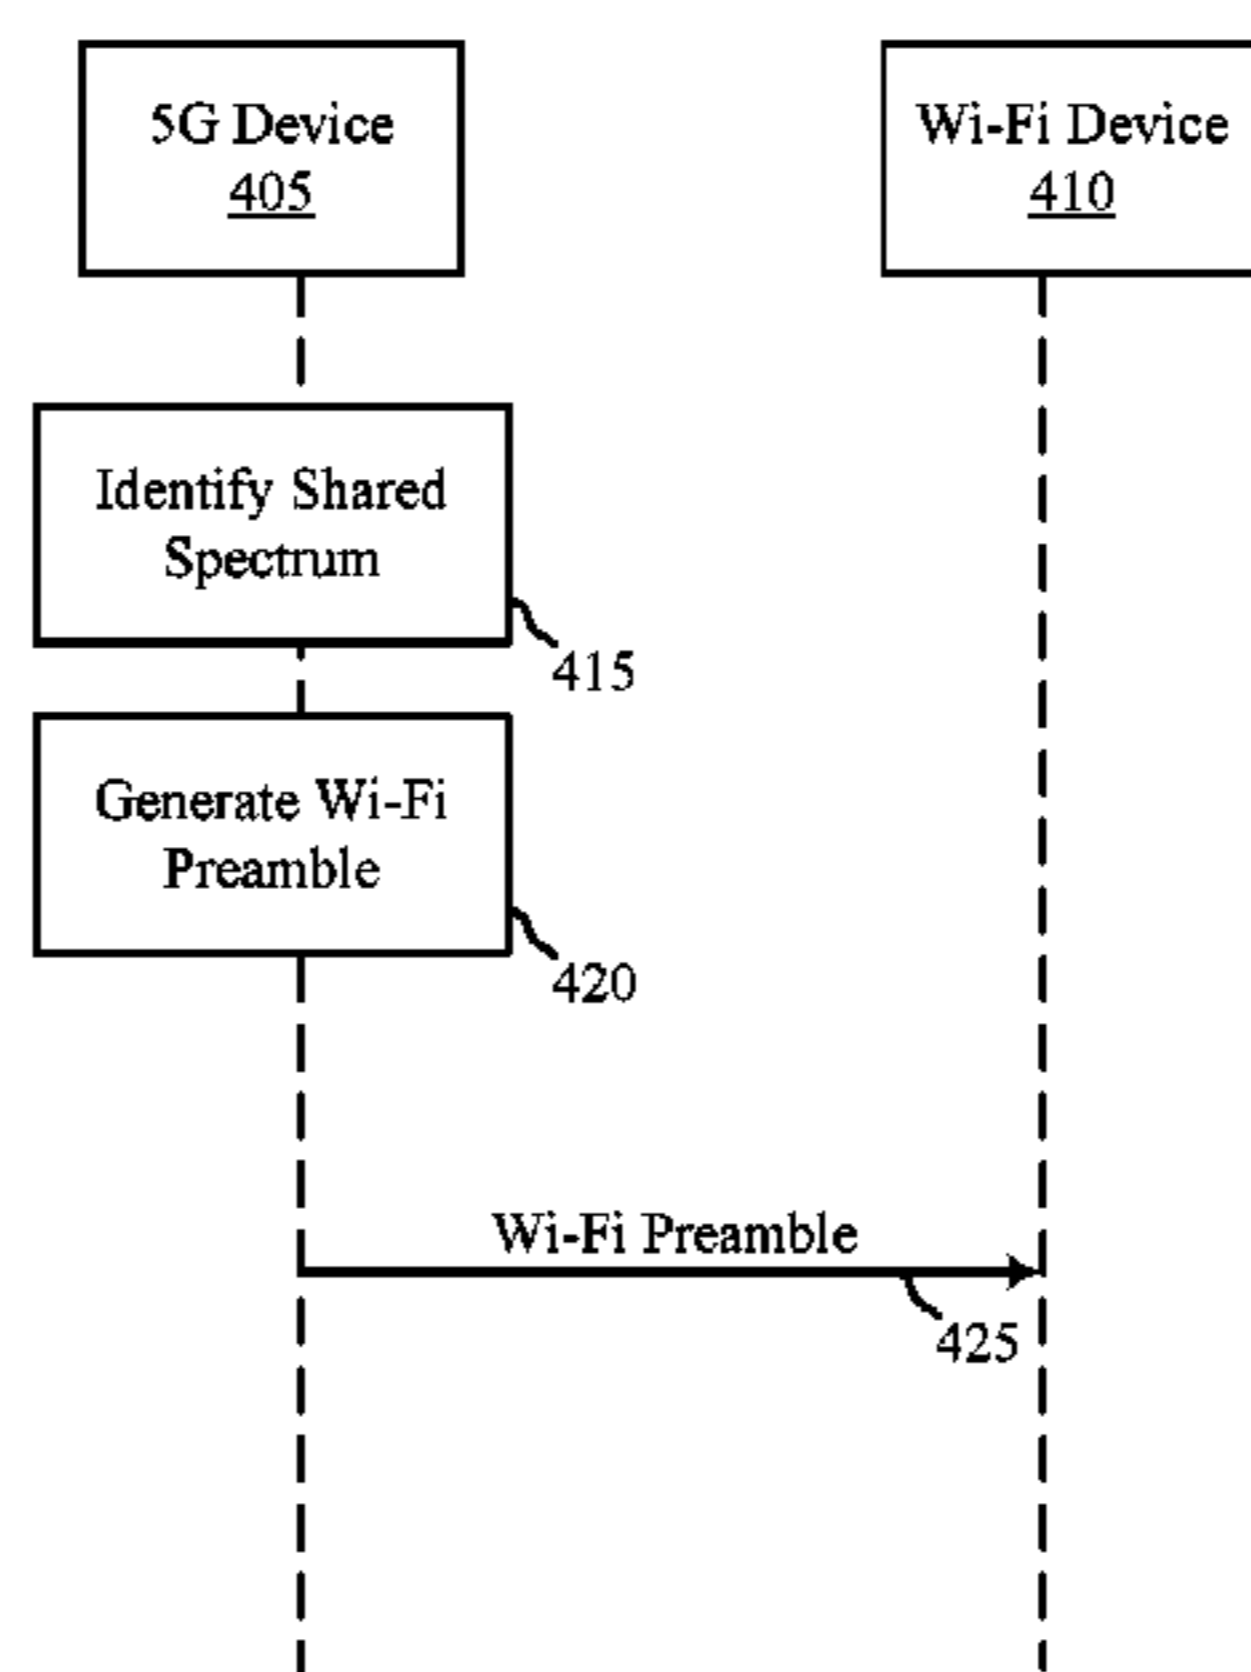 5G Device
405
Wi-Fi Device
410
Identify Shared
Spectrum
415
Generate Wi-Fi
Preamble
420
Wi-Fi Preamble
425